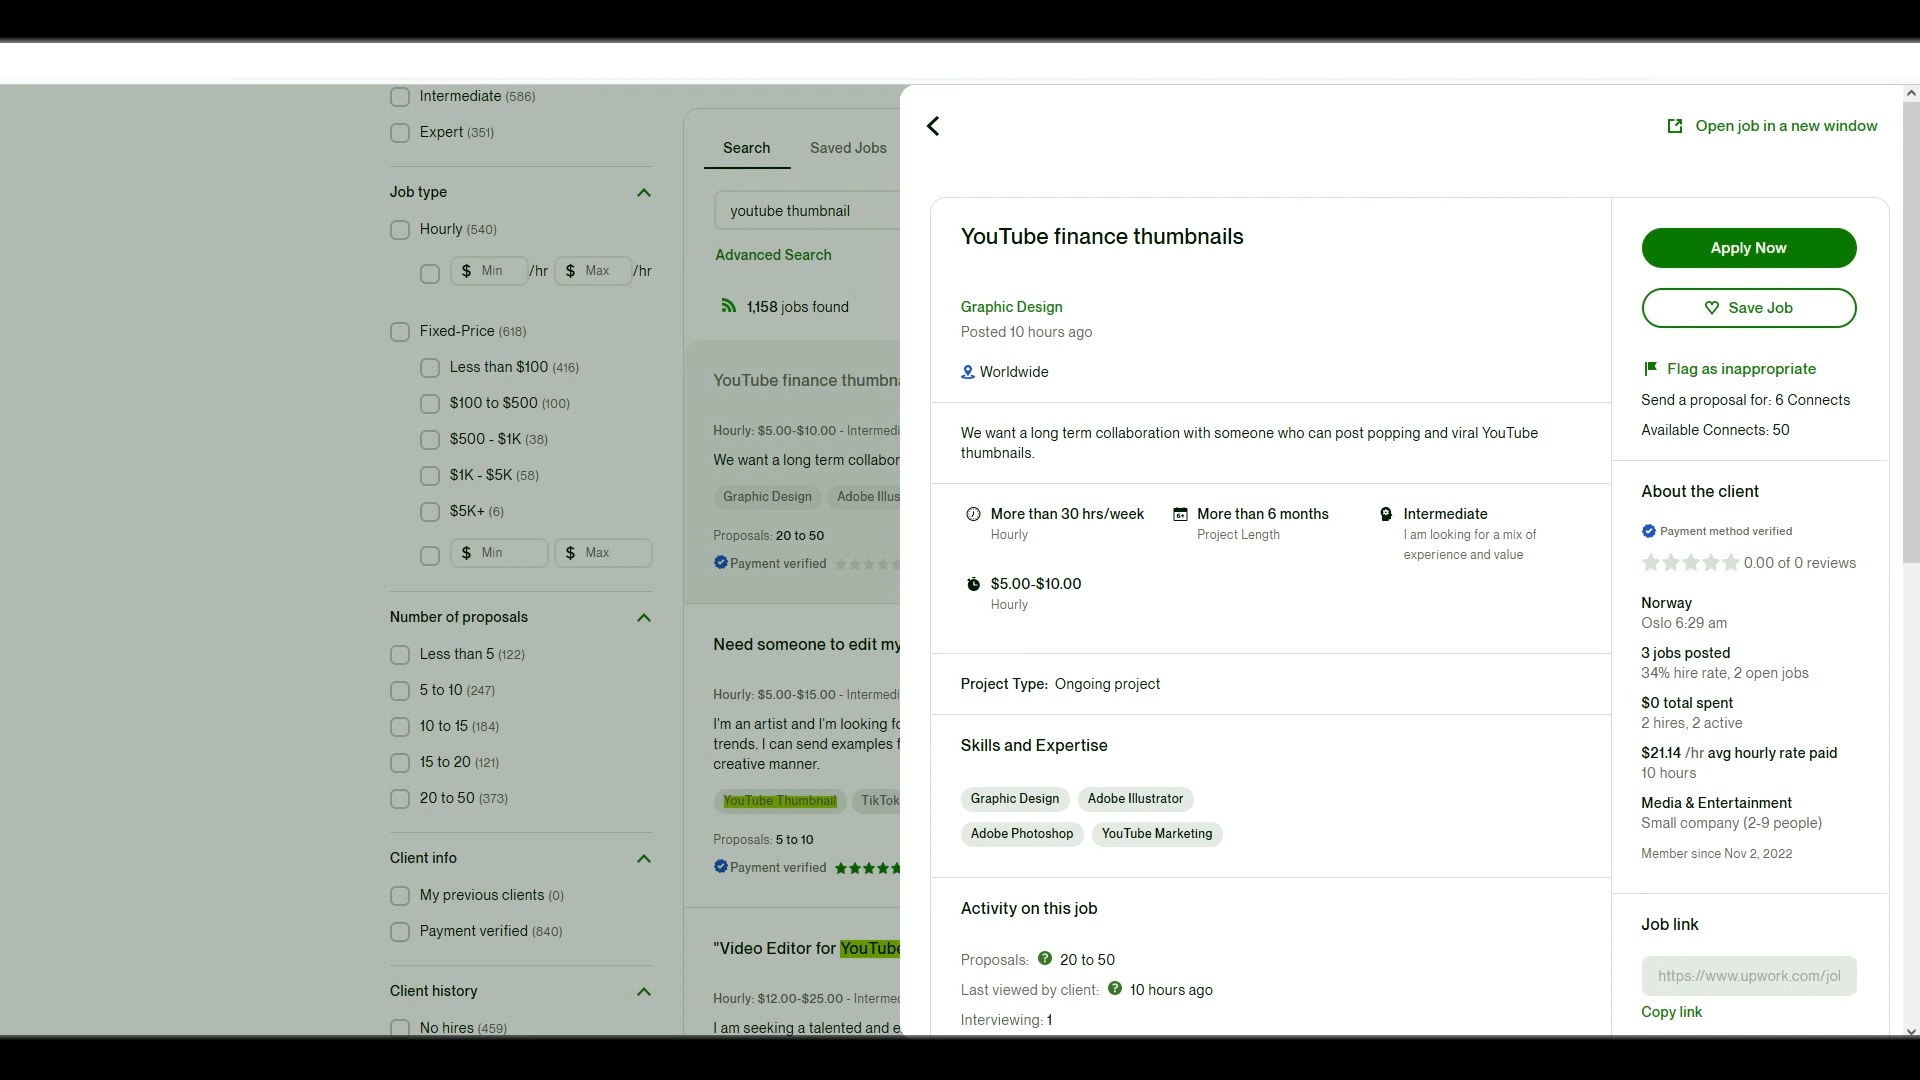 Intermediate (586)
Expert (351)
Job type
Hourly (540)
$ Min /hr $ Max /hr
Fixed-Price (618)
Less than $100 (416)
$100 to $500 (100)
$500 - $1K (38)
$1K - $5K (58)
$5K+ (6)
$ Min $ Max
Number of proposals
Less than 5 (122)
5 to 10 (247)
10 to 15 (184)
15 to 20 (121)
20 to 50 (373)
Client info
My previous clients (0)
Payment verified (840)
Client history
No hires (459)
Search Saved Jobs
youtube thumbnail
Advanced Search
1,158 jobs found
YouTube finance thumbna
Hourly: $5.00-$10.00 - Intermedi
We want a long term collabor
Graphic Design Adobe Illus
Proposals: 20 to 50
Payment verified
Need someone to edit my
Hourly: $5.00-$15.00 - Intermedi
I'm an artist and I'm looking fo
trends. I can send examples f
creative manner.
YouTube Thumbnail TikTok
Proposals: 5 to 10
Payment verified
"Video Editor for YouTube
Hourly: $12.00-$25.00 - Intermed
I am seeking a talented and e
Open job in a new window
YouTube finance thumbnails
Graphic Design
Posted 10 hours ago
Worldwide
We want a long term collaboration with someone who can post popping and viral YouTube
thumbnails.
More than 30 hrs/week
Hourly
More than 6 months
Project Length
Intermediate
I am looking for a mix of
experience and value
$5.00-$10.00
Hourly
Project Type: Ongoing project
Skills and Expertise
Graphic Design Adobe Illustrator
Adobe Photoshop YouTube Marketing
Activity on this job
Proposals: ? 20 to 50
Last viewed by client: ? 10 hours ago
Interviewing: 1
Apply Now
Save Job
Flag as inappropriate
Send a proposal for: 6 Connects
Available Connects: 50
About the client
Payment method verified
0.00 of 0 reviews
Norway
Oslo 6:29 am
3 jobs posted
34% hire rate, 2 open jobs
$0 total spent
2 hires, 2 active
$21.14 /hr avg hourly rate paid
10 hours
Media & Entertainment
Small company (2-9 people)
Member since Nov 2, 2022
Job link
https://www.upwork.com/jol
Copy link